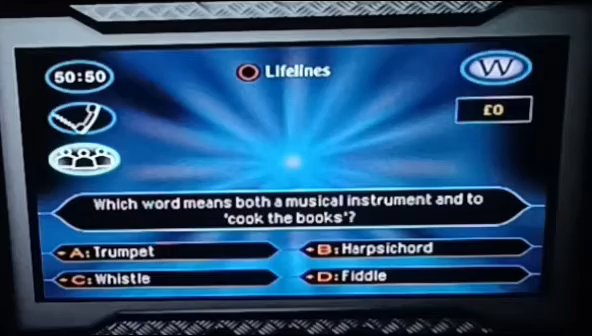 50:50
Lifelines
W
£0
Which word means both a musical instrument and to
'cook the books'?
A: Trumpet
B: Harpsichord
C: Whistle
D: Fiddle